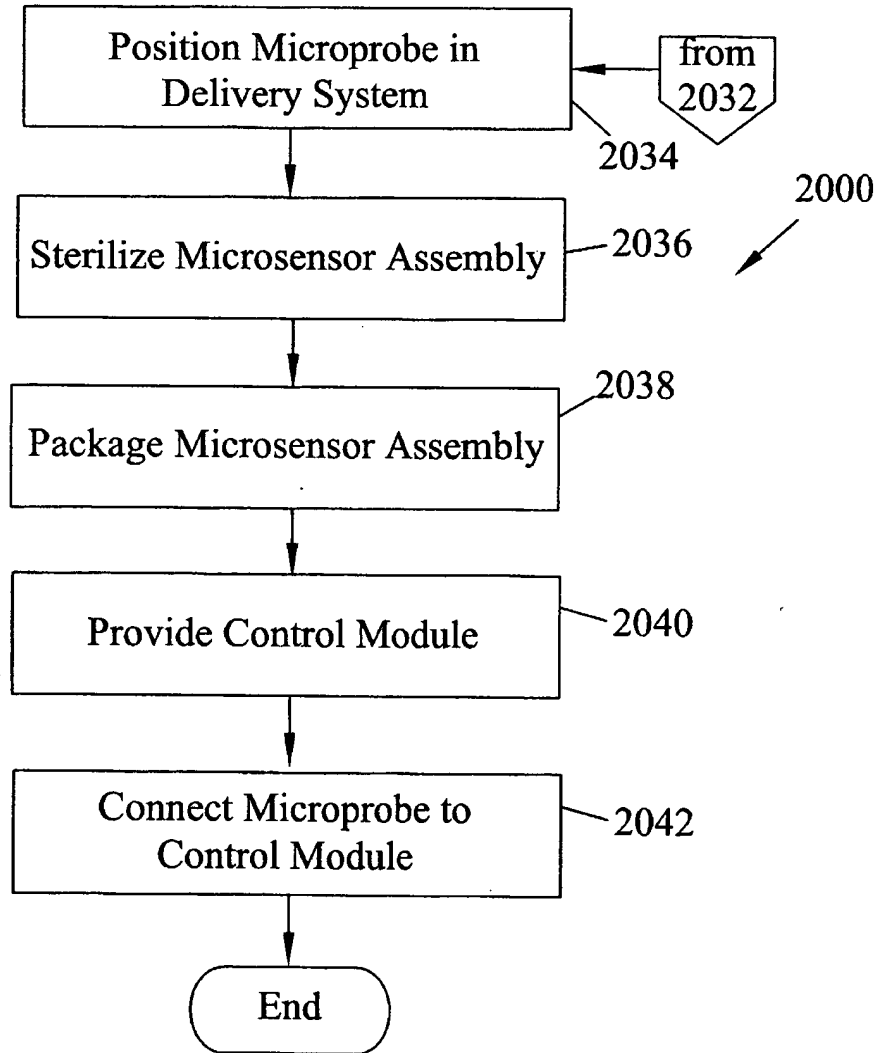 Position Microprobe in
Delivery System
from
2032
2034
2000
Sterilize Microsensor Assembly
2036
2038
Package Microsensor Assembly
Provide Control Module
2040
Connect Microprobe to
Control Module
2042
End